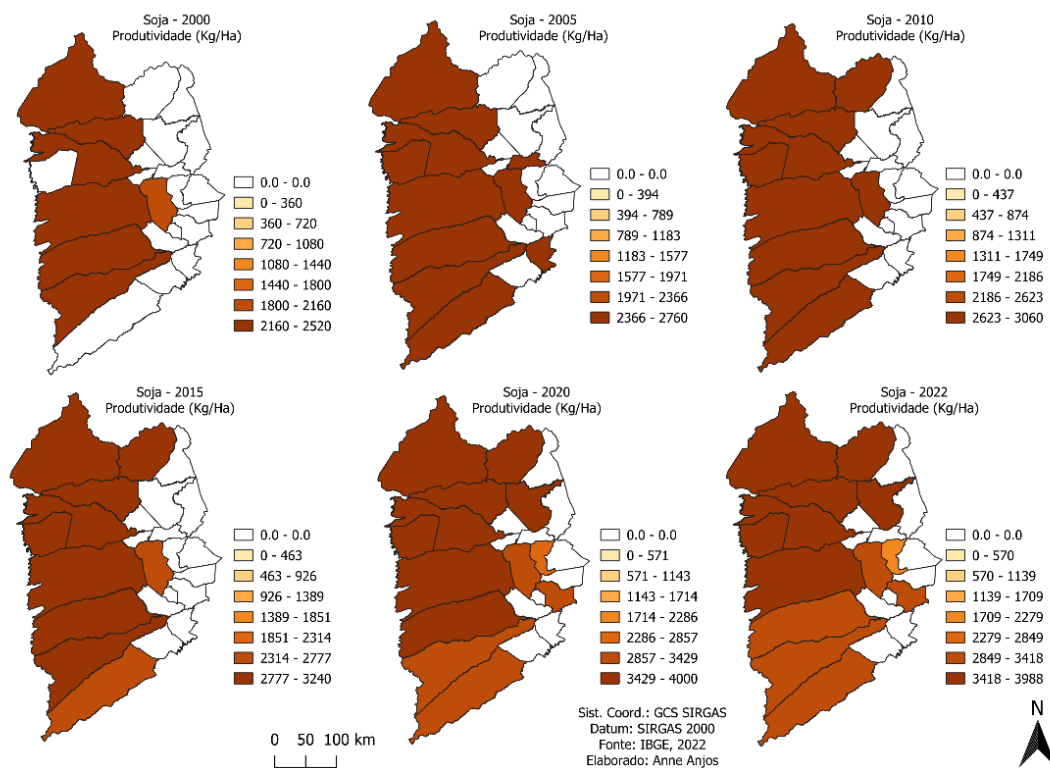 Soja - 2000
Produtividade (Kg/Ha)
0.0 - 0.0
0 - 360
360 - 720
720 - 1080
1080 - 1440
1440 - 1800
1800 - 2160
2160 - 2520
Soja - 2005
Produtividade (Kg/Ha)
0.0 - 0.0
0 - 394
394 - 789
789 - 1183
1183 - 1577
1577 - 1971
1971 - 2366
2366 - 2760
Soja - 2010
Produtividade (Kg/Ha)
0.0 - 0.0
0 - 437
437 - 874
874 - 1311
1311 - 1749
1749 - 2186
2186 - 2623
2623 - 3060
Soja - 2015
Produtividade (Kg/Ha)
0.0 - 0.0
0 - 463
463 - 926
926 - 1389
1389 - 1851
1851 - 2314
2314 - 2777
2777 - 3240
Soja - 2020
Produtividade (Kg/Ha)
0.0 - 0.0
0 - 571
571 - 1143
1143 - 1714
1714 - 2286
2286 - 2857
2857 - 3429
3429 - 4000
Soja - 2022
Produtividade (Kg/Ha)
0.0 - 0.0
0 - 570
570 - 1139
1139 - 1709
1709 - 2279
2279 - 2849
2849 - 3418
3418 - 3988
0 50 100 km
Sist. Coord.: GCS SIRGAS
Datum: SIRGAS 2000
Fonte: IBGE, 2022
Elaborado: Anne Anjos
N